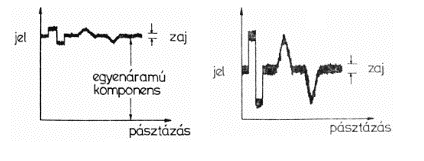 jel
zaj
egyenáramú
komponens
pásztázás
jel
zaj
pásztázás